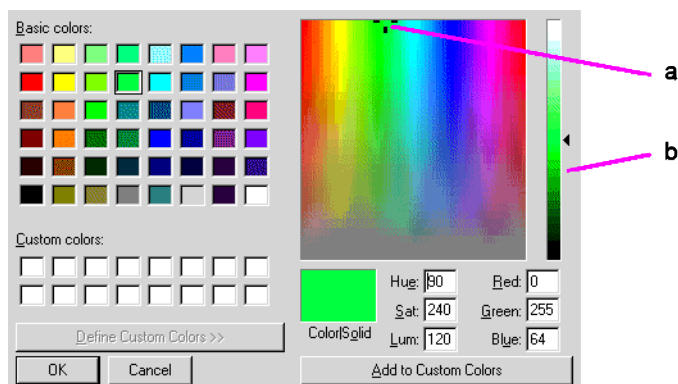 Basic colors:
a
b
Custom colors:
Define Custom Colors >>
OK Cancel
Hue: 90 Red: 0
Sat: 240 Green: 255
Color|Solid Lum: 120 Blue: 64
Add to Custom Colors